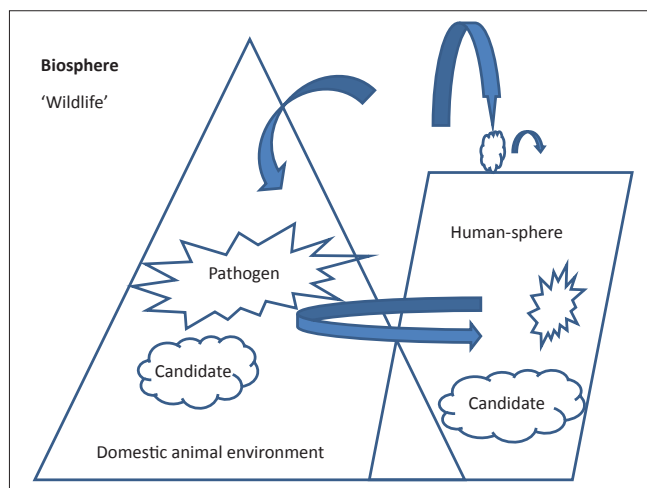 Biosphere
‘Wildlife’
Human-sphere
Pathogen
Candidate
Candidate
Domestic animal environment